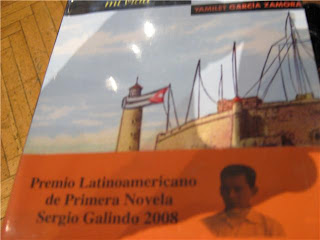 YAMILET GARCÍA ZAMORA
Premio Latinoamericano
de Primera Novela
Sergio Galindo 2008